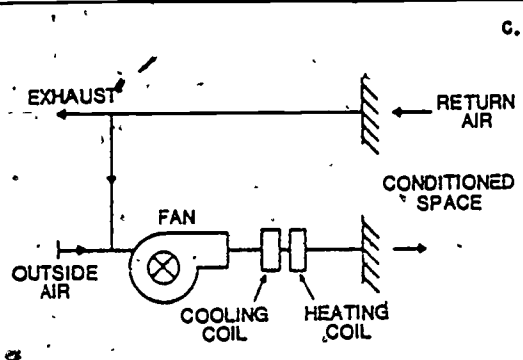 C.
EXHAUST
RETURN
AIR
CONDITIONED
SPACE
FAN
OUTSIDE
AIR
COOLING
COIL
HEATING
COIL